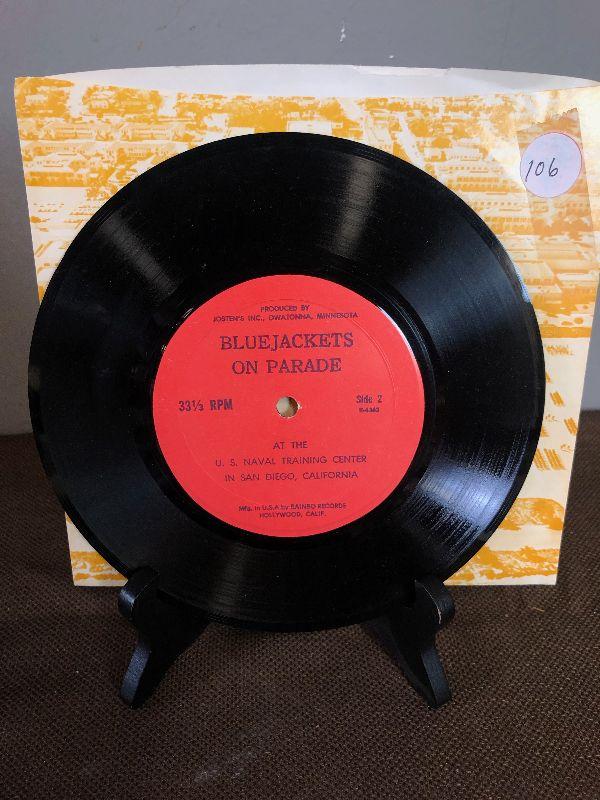 106
PRODUCED BY
JOSTEN'S INC., OWATONNA, MINNESOTA
BLUEJACKETS
ON PARADE
33⅓ RPM
Side 2
AT THE
U. S. NAVAL TRAINING CENTER
IN SAN DIEGO, CALIFORNIA
Mfg. in U.S.A by RAINBO RECORDS
HOLLYWOOD, CALIF.